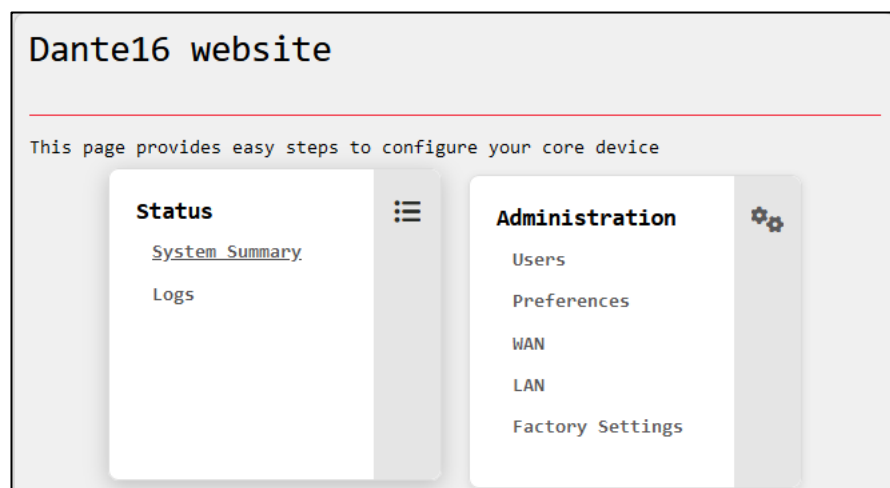 Dante16 website
This page provides easy steps to configure your core device
Status
System Summary
Logs
Administration
Users
Preferences
WAN
LAN
Factory Settings